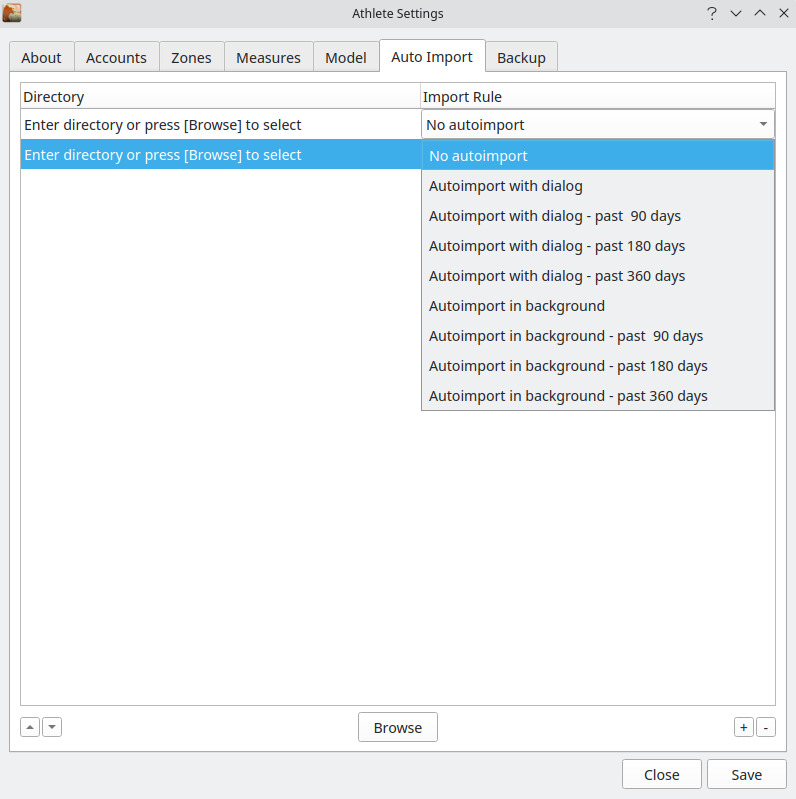 Athlete Settings
About Accounts Zones Measures Model Auto Import Backup
Directory Import Rule
Enter directory or press [Browse] to select No autoimport
Enter directory or press [Browse] to select No autoimport
Autoimport with dialog
Autoimport with dialog - past  90 days
Autoimport with dialog - past 180 days
Autoimport with dialog - past 360 days
Autoimport in background
Autoimport in background - past  90 days
Autoimport in background - past 180 days
Autoimport in background - past 360 days
Browse + -
Close Save